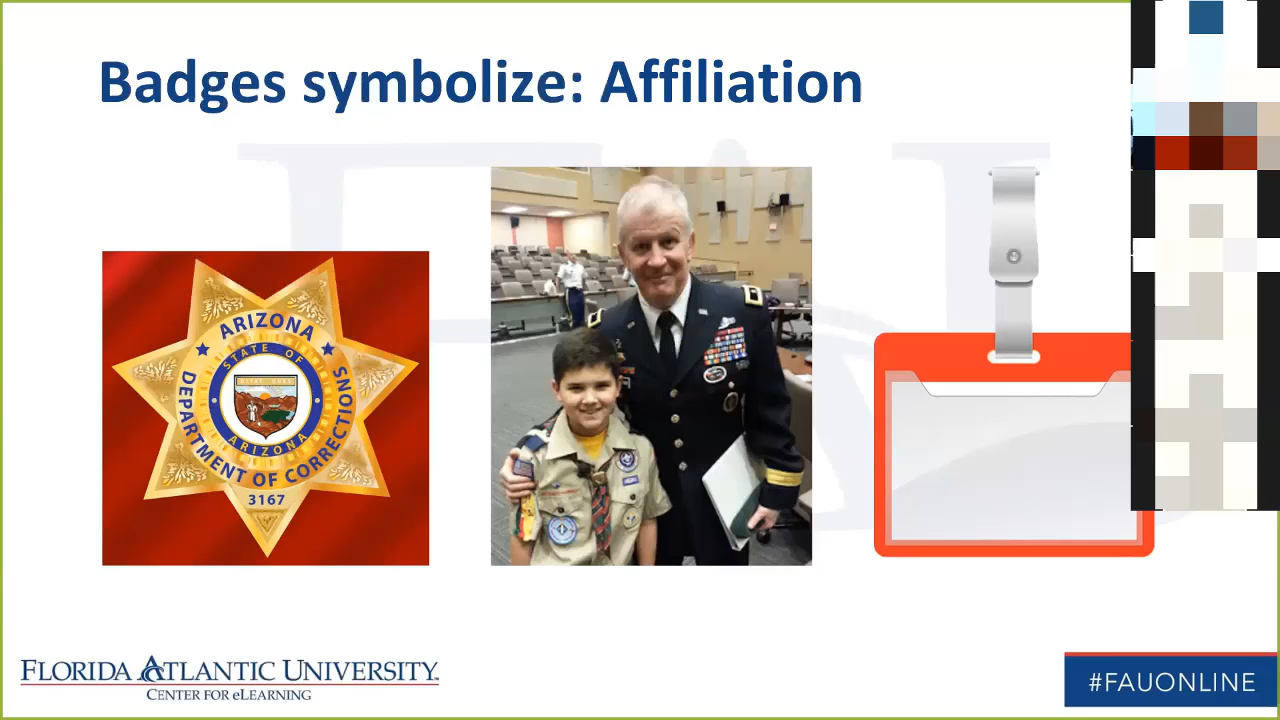 Badges symbolize: Affiliation
ARIZONA
DEPARTMENT OF CORRECTIONS
STATE OF
ARIZONA
3167
FLORIDA ATLANTIC UNIVERSITY
CENTER FOR eLEARNING
#FAUONLINE